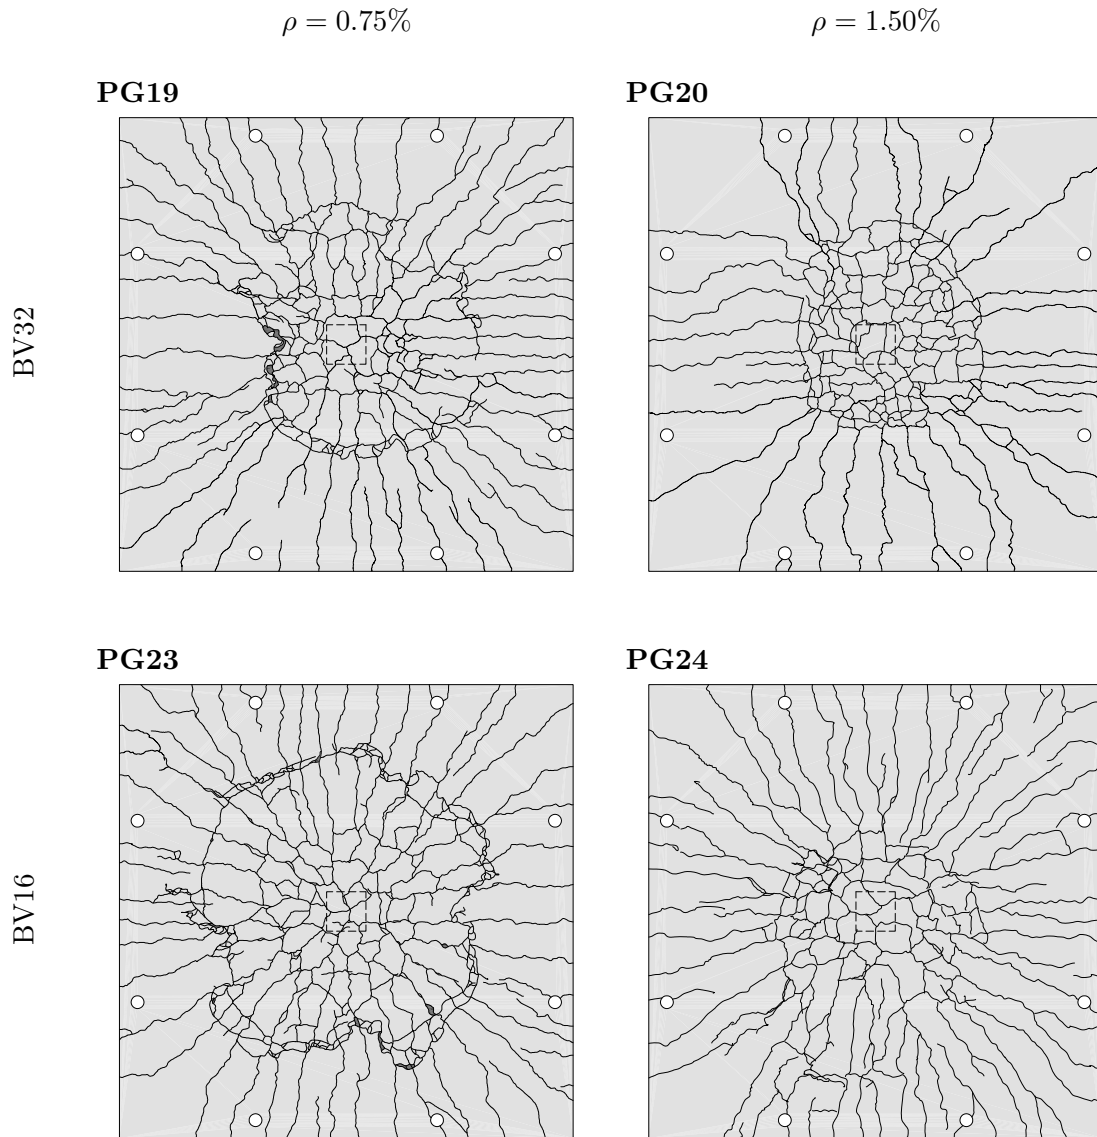 ρ = 0.75% ρ = 1.50%
PG19 PG20
BV32
PG23 PG24
BV16